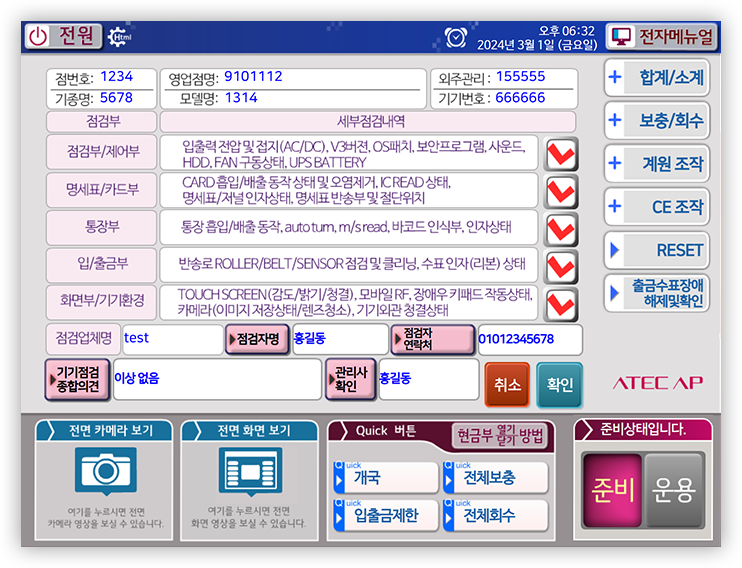 전원
Html
오후 06:32
2024년 3월 1일 (금요일)
전자메뉴얼
점번호: 1234
영업점명: 9101112
외주관리 : 155555
기종명: 5678
모델명: 1314
기기번호 : 666666
점검부
세부점검내역
점검부/제어부
입출력 전압 및 접지(AC/DC), V3버젼, OS패치, 보안프로그램, 사운드,
HDD, FAN 구동상태, UPS BATTERY
명세표/카드부
CARD 흡입/배출 동작 상태 및 오염제거, IC READ 상태,
명세표/저널 인자상태, 명세표 반송부 및 절단위치
통장부
통장 흡입/배출 동작, auto turn, m/s read, 바코드 인식부, 인자상태
입/출금부
반송로 ROLLER/BELT/SENSOR 점검 및 클리닝, 수표 인자(리본) 상태
화면부/기기환경
TOUCH SCREEN (감도/밝기/청결), 모바일 RF, 장애우 키패드 작동상태,
카메라(이미지 저장상태/렌즈청소), 기기외관 청결상태
점검업체명
test
점검자명
홍길동
점검자
연락처
01012345678
기기점검
종합의견
이상 없음
관리사
확인
홍길동
취소
확인
+ 합계/소계
+ 보충/회수
+ 계원 조작
+ CE 조작
RESET
출금수표장애
해제및확인
ATEC AP
전면 카메라 보기
여기를 누르시면 전면
카메라 영상을 보실 수 있습니다.
전면 화면 보기
여기를 누르시면 전면
화면 영상을 보실 수 있습니다.
Quick 버튼
현금부 열기 닫기 방법
Quick
개국
Quick
전체보충
Quick
입출금제한
Quick
전체회수
준비상태입니다.
준비
운용